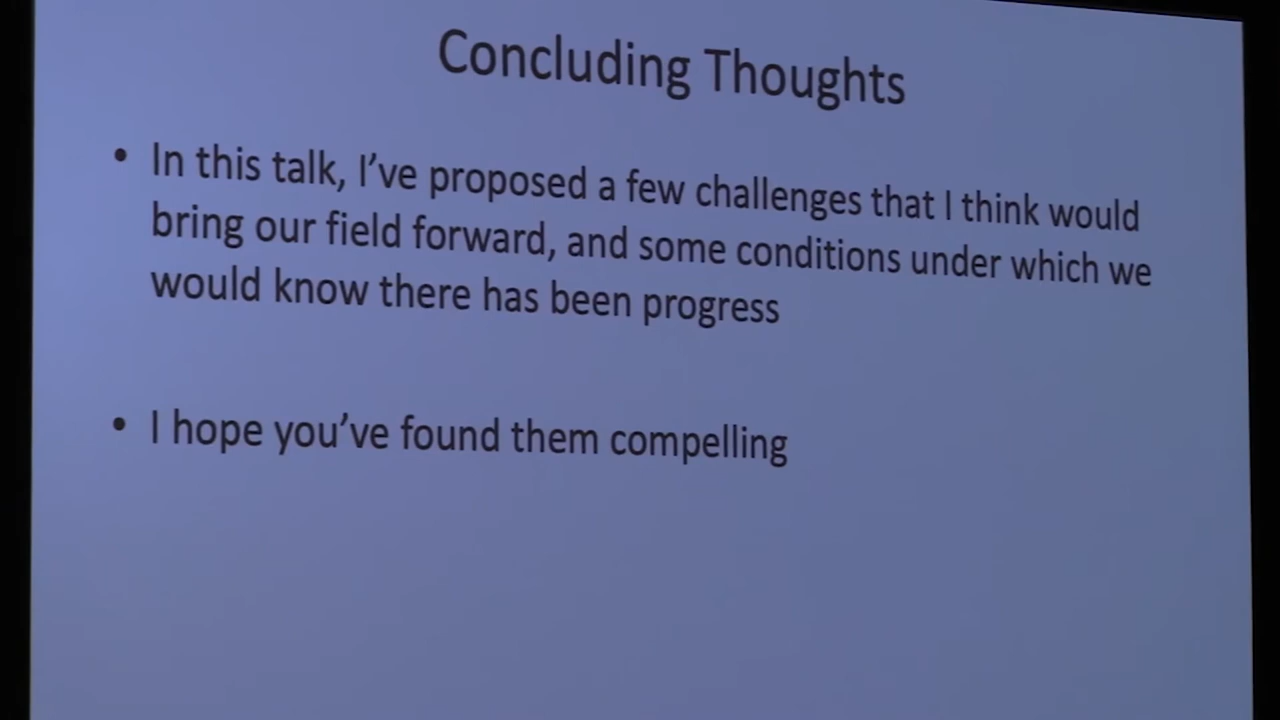 Concluding Thoughts
• In this talk, I've proposed a few challenges that I think would
bring our field forward, and some conditions under which we
would know there has been progress
• I hope you've found them compelling